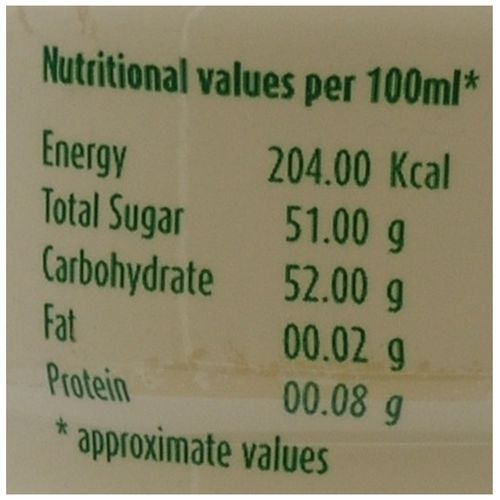 Nutritional values per 100ml*
Energy 204.00 Kcal
Total Sugar 51.00 g
Carbohydrate 52.00 g
Fat 00.02 g
Protein 00.08 g
* approximate values